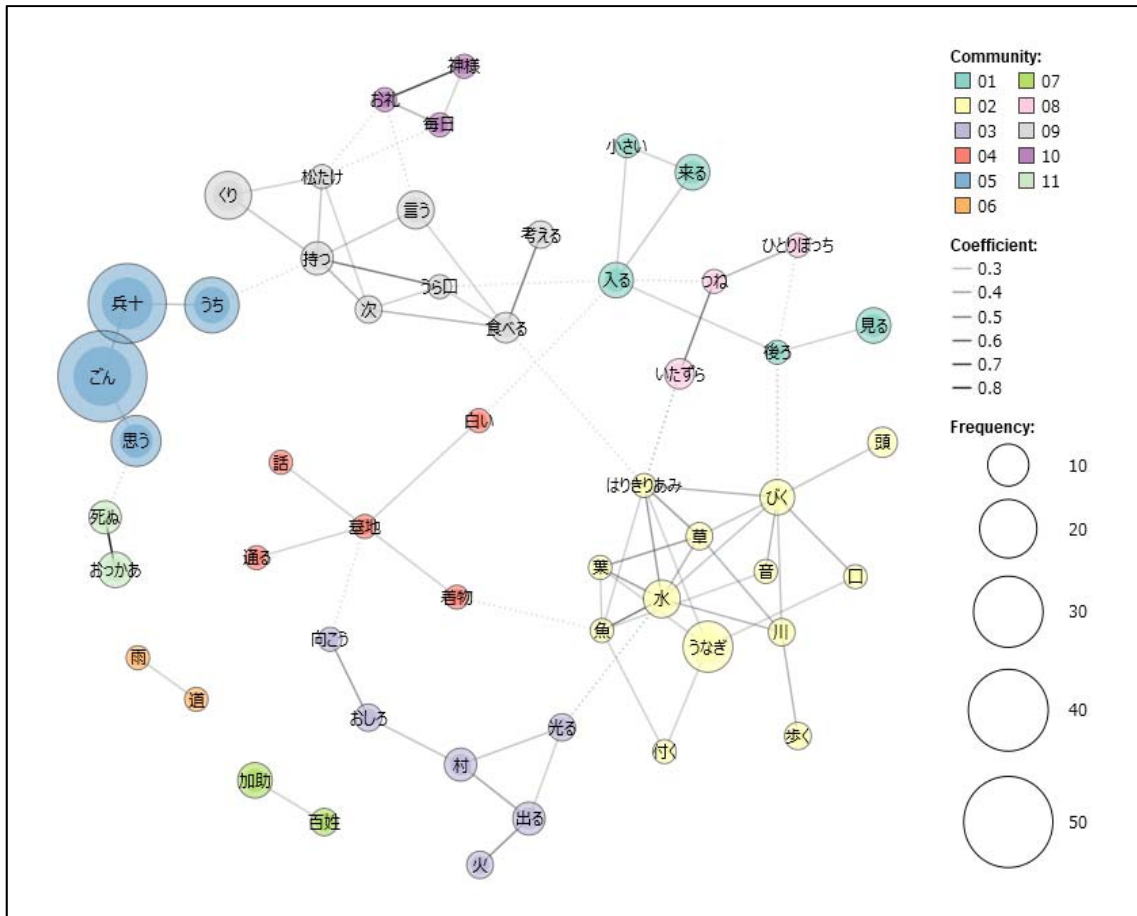 神様
お礼
毎日
小さい
来る
松たけ
くり
言う
考える
ひとりぼっち
持つ
うら口
入る
つね
兵十
うち
次
食べる
後ろ
見る
ごん
いたずら
思う
白い
頭
話
はりきりあみ
びく
死ぬ
墓地
草
おっかあ
通る
葉
音
口
着物
水
魚
うなぎ
川
向こう
雨
道
おしろ
光る
付く
歩く
村
加助
百姓
出る
火
Community:
01 07
02 08
03 09
04 10
05 11
06
Coefficient:
0.3
0.4
0.5
0.6
0.7
0.8
Frequency:
10
20
30
40
50